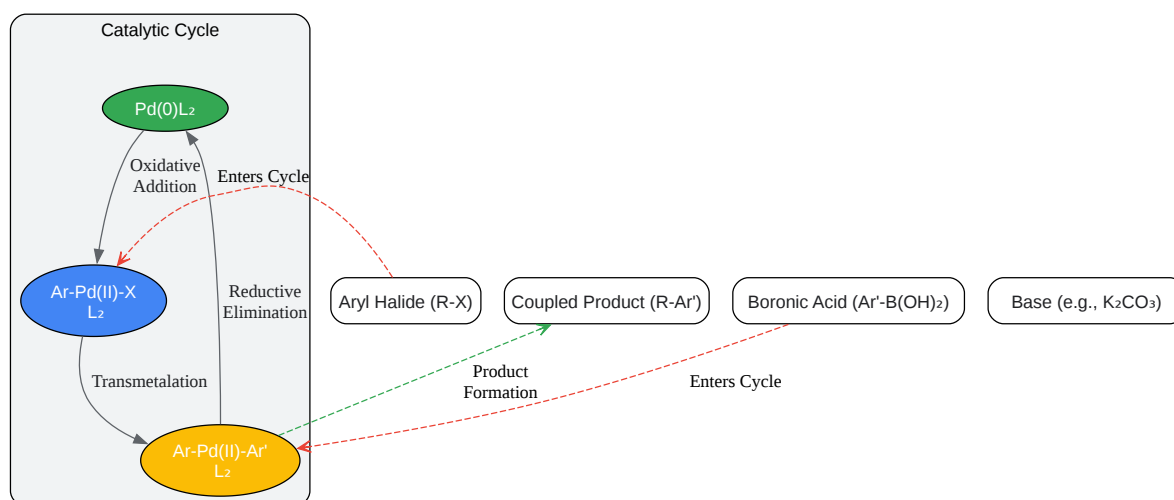 Catalytic Cycle
Pd(0)L₂
Oxidative
Addition
Enters Cycle
Ar-Pd(II)-X
L₂
Reductive
Elimination
Aryl Halide (R-X)
Coupled Product (R-Ar')
Boronic Acid (Ar'-B(OH)₂)
Base (e.g., K₂CO₃)
Transmetalation
Product
Formation
Enters Cycle
Ar-Pd(II)-Ar'
L₂